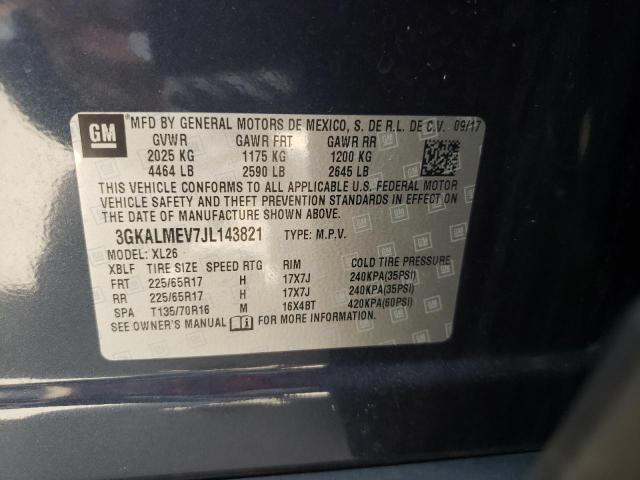 GM
MFD BY GENERAL MOTORS DE MEXICO, S. DE R.L. DE C.V. 09/17
GVWR GAWR FRT GAWR RR
2025 KG 1175 KG 1200 KG
4464 LB 2590 LB 2645 LB
THIS VEHICLE CONFORMS TO ALL APPLICABLE U.S. FEDERAL MOTOR
VEHICLE SAFETY AND THEFT PREVENTION STANDARDS IN EFFECT ON THE
DATE OF MANUFACTURE SHOWN ABOVE.
3GKALMEV7JL143821 TYPE: M.P.V.
MODEL: XL26
XBLF TIRE SIZE SPEED RTG RIM COLD TIRE PRESSURE
FRT 225/65R17 H 17X7J 240KPA(35PSI)
RR 225/65R17 H 17X7J 240KPA(35PSI)
SPA T135/70R16 M 16X4BT 420KPA(60PSI)
SEE OWNER'S MANUAL FOR MORE INFORMATION